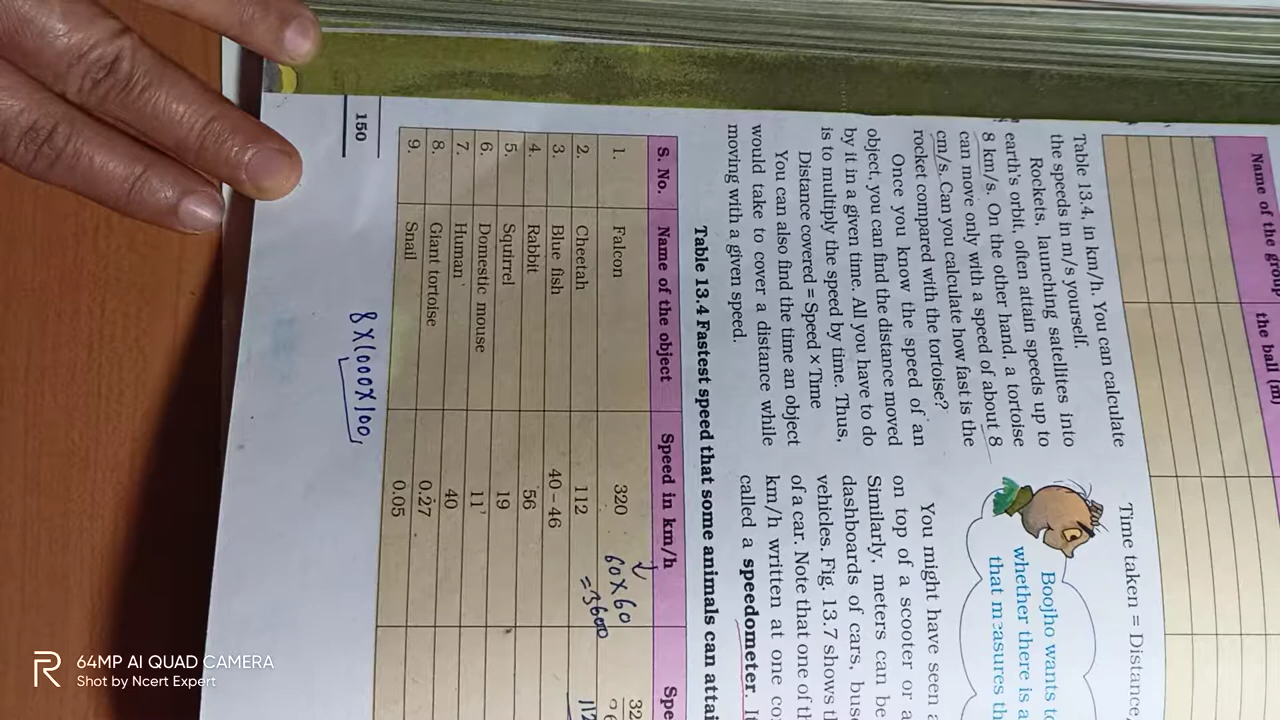 Name of the group
the ball (m)
Table 13.4, in km/h. You can calculate
the speeds in m/s yourself.
Rockets, launching satellites into
earth's orbit, often attain speeds up to
8 km/s. On the other hand, a tortoise
can move only with a speed of about 8
cm/s. Can you calculate how fast is the
rocket compared with the tortoise?
Once you know the speed of an
object, you can find the distance moved
by it in a given time. All you have to do
is to multiply the speed by time. Thus,
Distance covered = Speed × Time
You can also find the time an object
would take to cover a distance while
moving with a given speed.
Time taken = Distance/
Boojho wants to
whether there is a
that measures th
You might have seen a
on top of a scooter or a
Similarly, meters can be
dashboards of cars, buse
vehicles. Fig. 13.7 shows th
of a car. Note that one of th
km/h written at one co
called a speedometer. It
Table 13.4 Fastest speed that some animals can attai
S. No. Name of the object Speed in km/h Spe
1. Falcon 320 60 X 60 32
= 3600
2. Cheetah 112 112
3. Blue fish 40 – 46
4. Rabbit 56
5. Squirrel 19
6. Domestic mouse 11
7. Human 40
8. Giant tortoise 0.27
9. Snail 0.05
150
8 X 1000 X 100,
64MP AI QUAD CAMERA
Shot by Ncert Expert